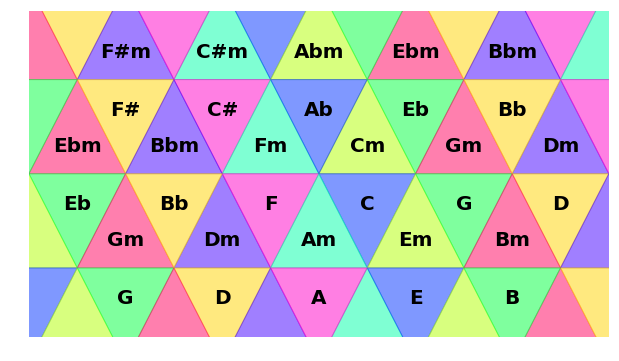 F#m C#m Abm Ebm Bbm
F# C# Ab Eb Bb
Ebm Bbm Fm Cm Gm Dm
Eb Bb F C G D
Gm Dm Am Em Bm
G D A E B